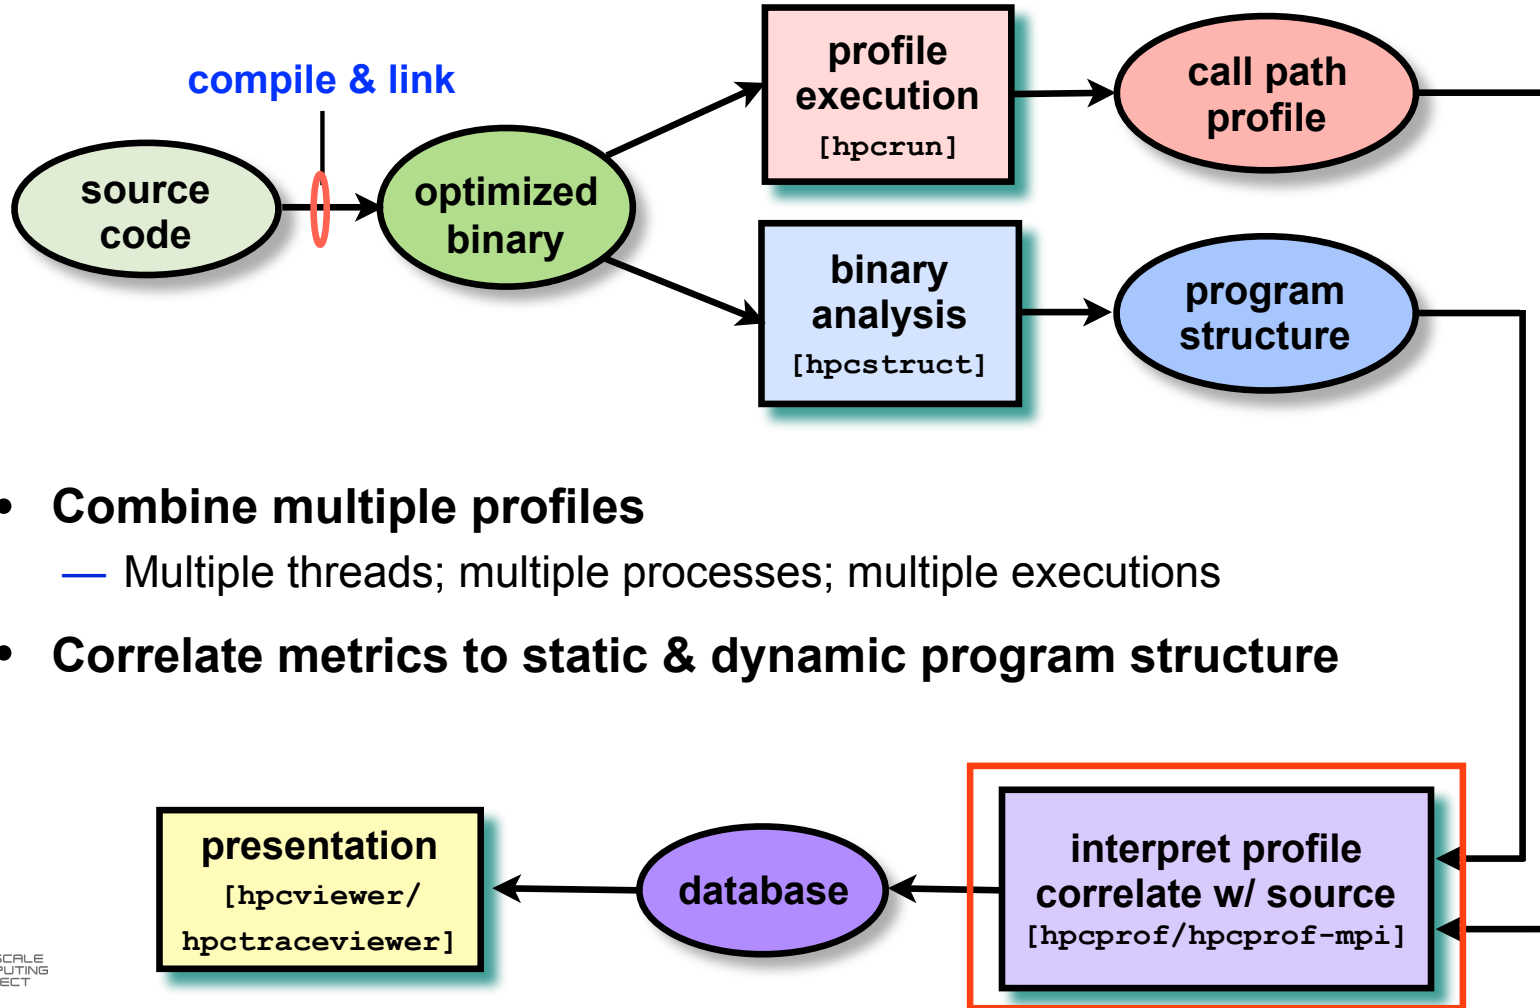 compile & link
source
code
optimized
binary
profile
execution
[hpcrun]
call path
profile
binary
analysis
[hpcstruct]
program
structure
• Combine multiple profiles
— Multiple threads; multiple processes; multiple executions
• Correlate metrics to static & dynamic program structure
presentation
[hpcviewer/
hpctraceviewer]
database
interpret profile
correlate w/ source
[hpcprof/hpcprof-mpi]